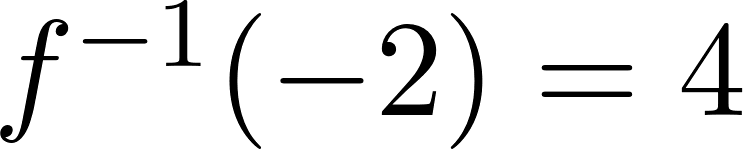 f⁻¹(−2) = 4